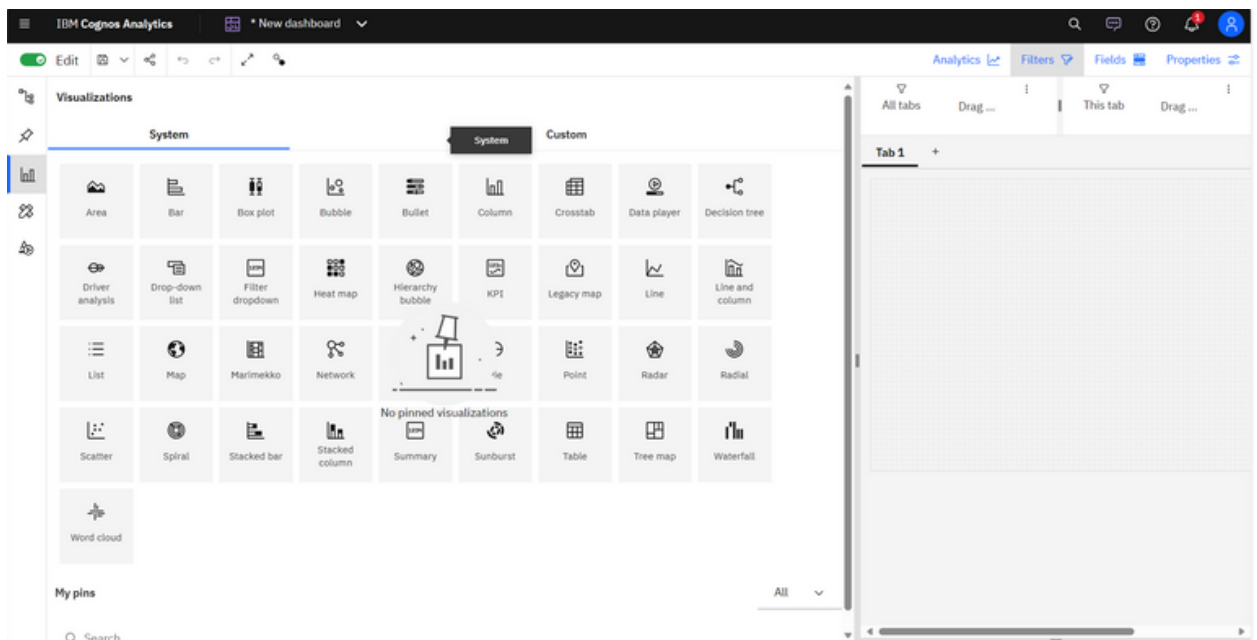 IBM Cognos Analytics
* New dashboard
1
Edit
Analytics
Filters
Fields
Properties
Visualizations
System
System
Custom
All tabs
Drag ...
This tab
Drag ...
Tab 1 +
Area
Bar
Box plot
Bubble
Bullet
Column
Crosstab
Data player
Decision tree
Driver
analysis
Drop-down
list
Filter
dropdown
Heat map
Hierarchy
bubble
KPI
Legacy map
Line
Line and
column
List
Map
Marimekko
Network
Point
Radar
Radial
No pinned visualizations
Scatter
Spiral
Stacked bar
Stacked
column
Summary
Sunburst
Table
Tree map
Waterfall
Word cloud
My pins
All
Search